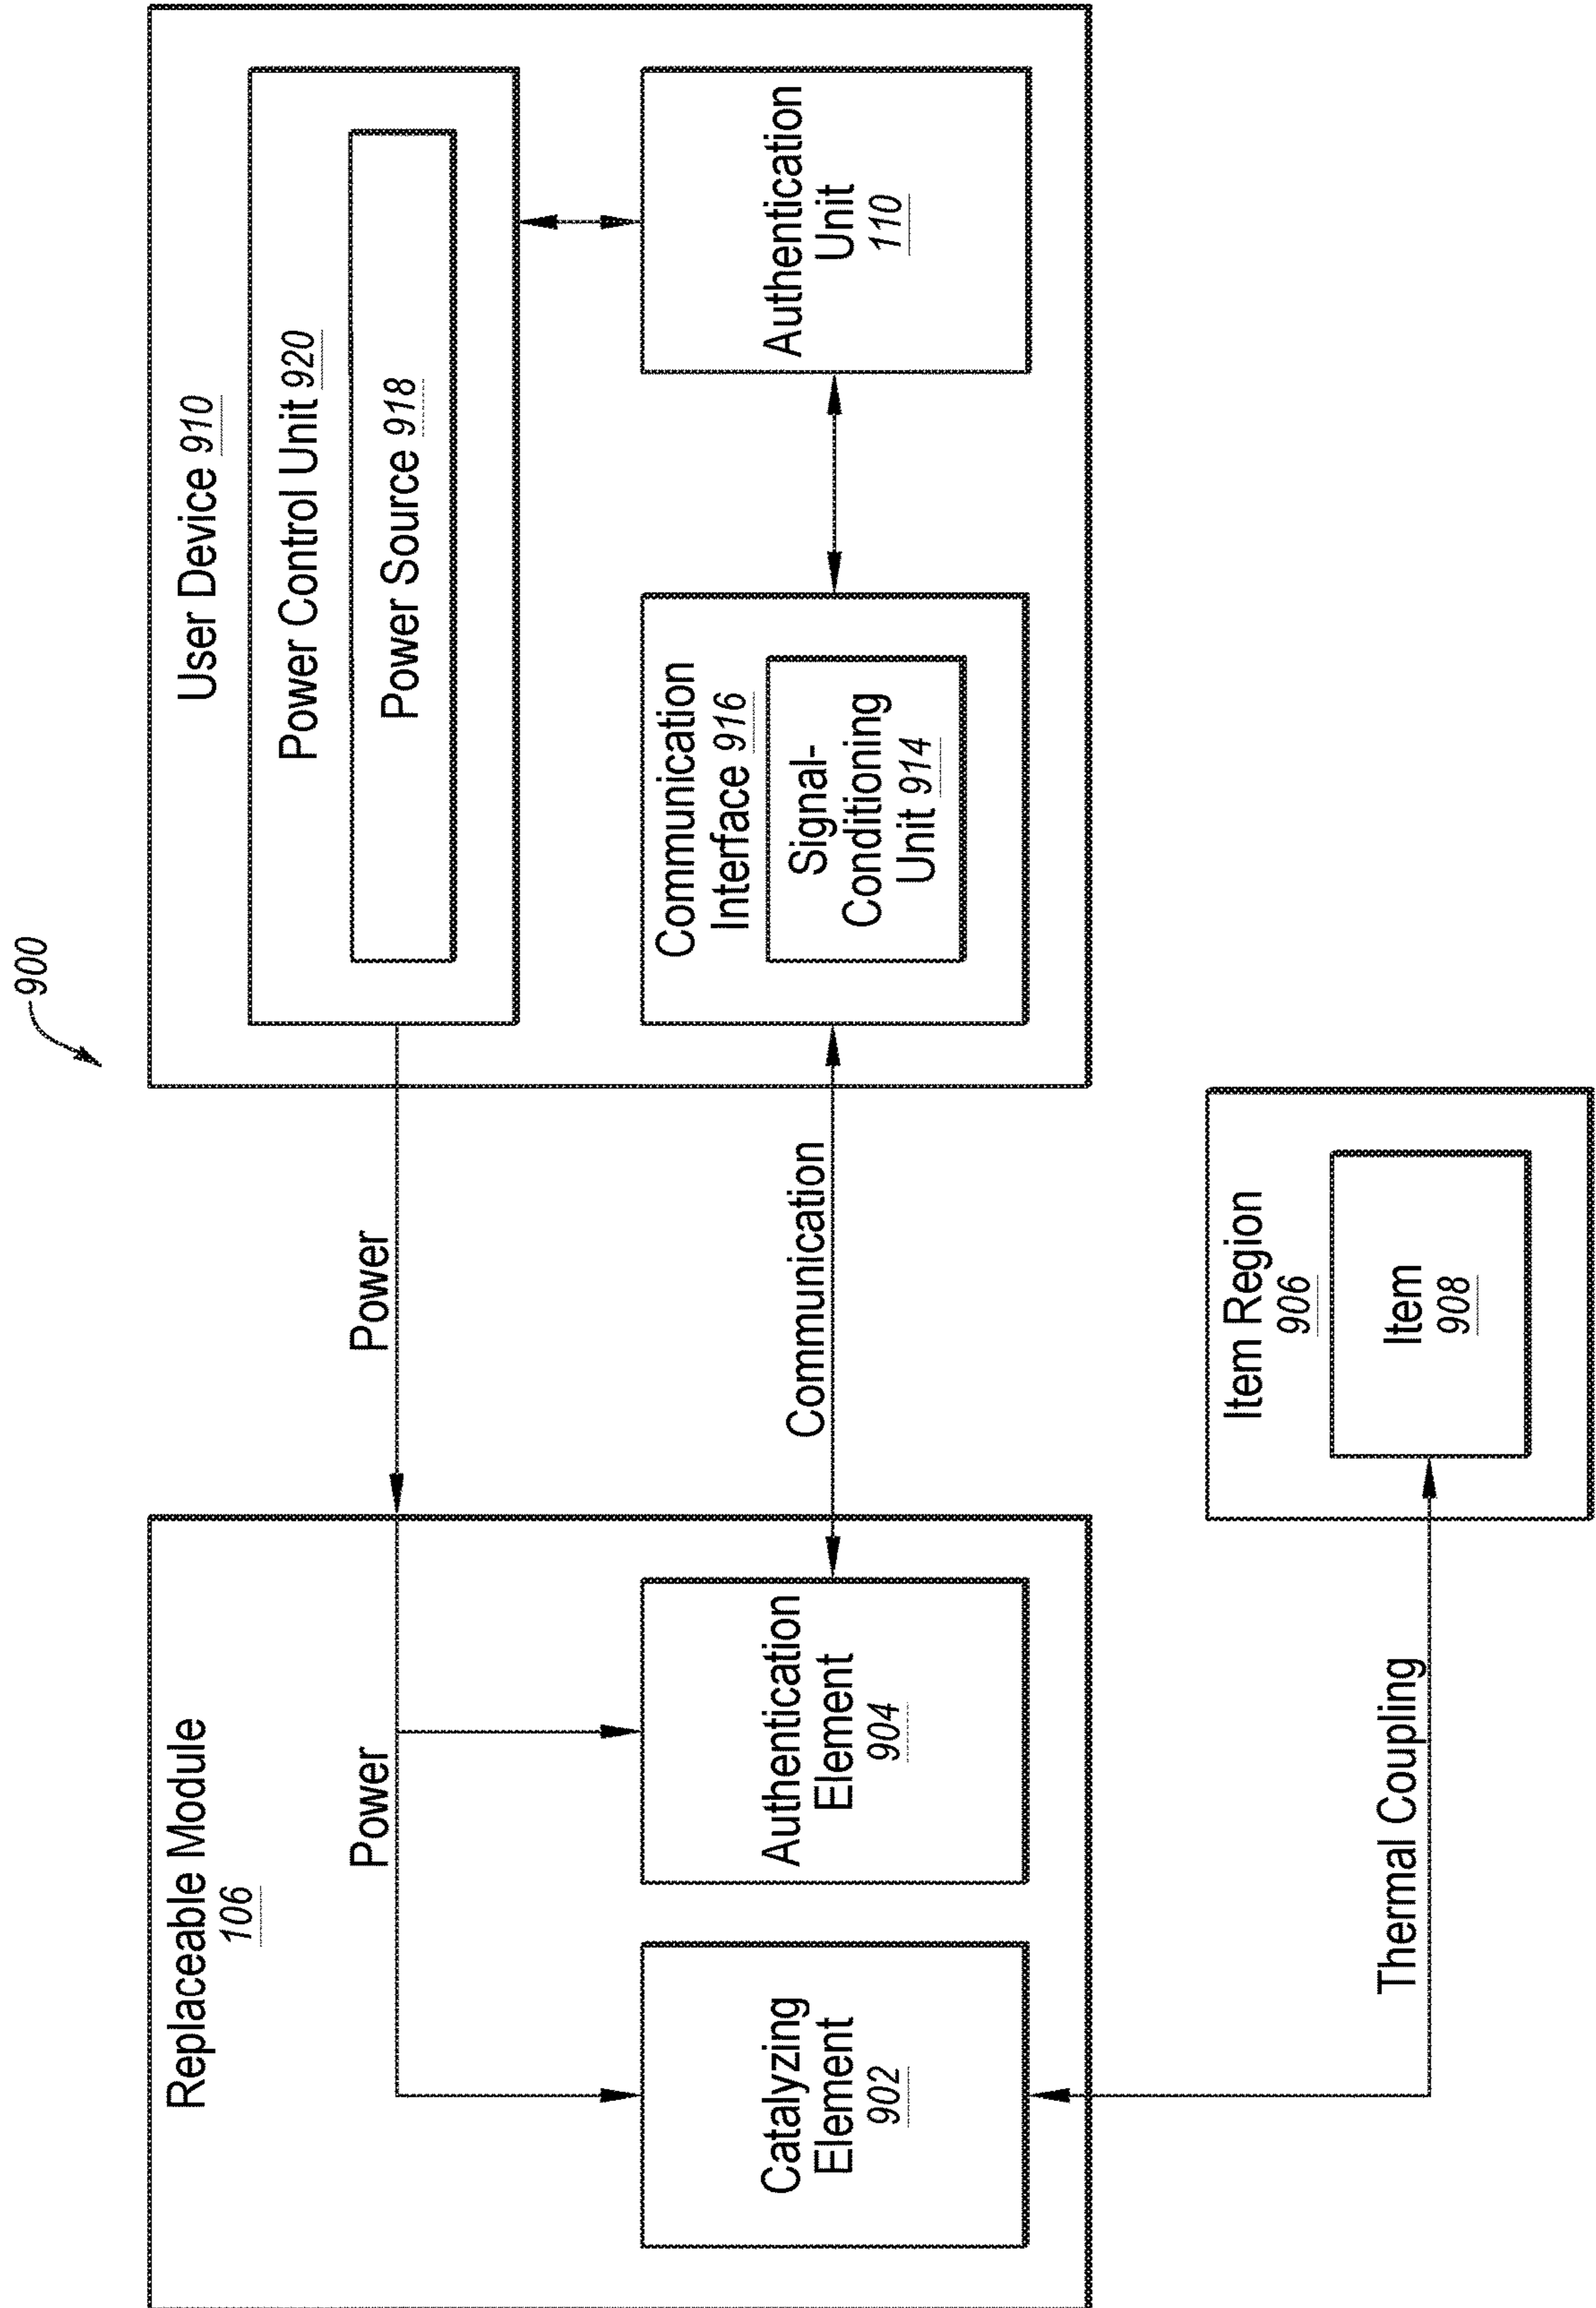 900
Replaceable Module
106
Power
Catalyzing
Element
902
Authentication
Element
904
Power
Communication
Thermal Coupling
Item Region
906
Item
908
User Device 910
Power Control Unit 920
Power Source 918
Communication
Interface 916
Signal-
Conditioning
Unit 914
Authentication
Unit
110